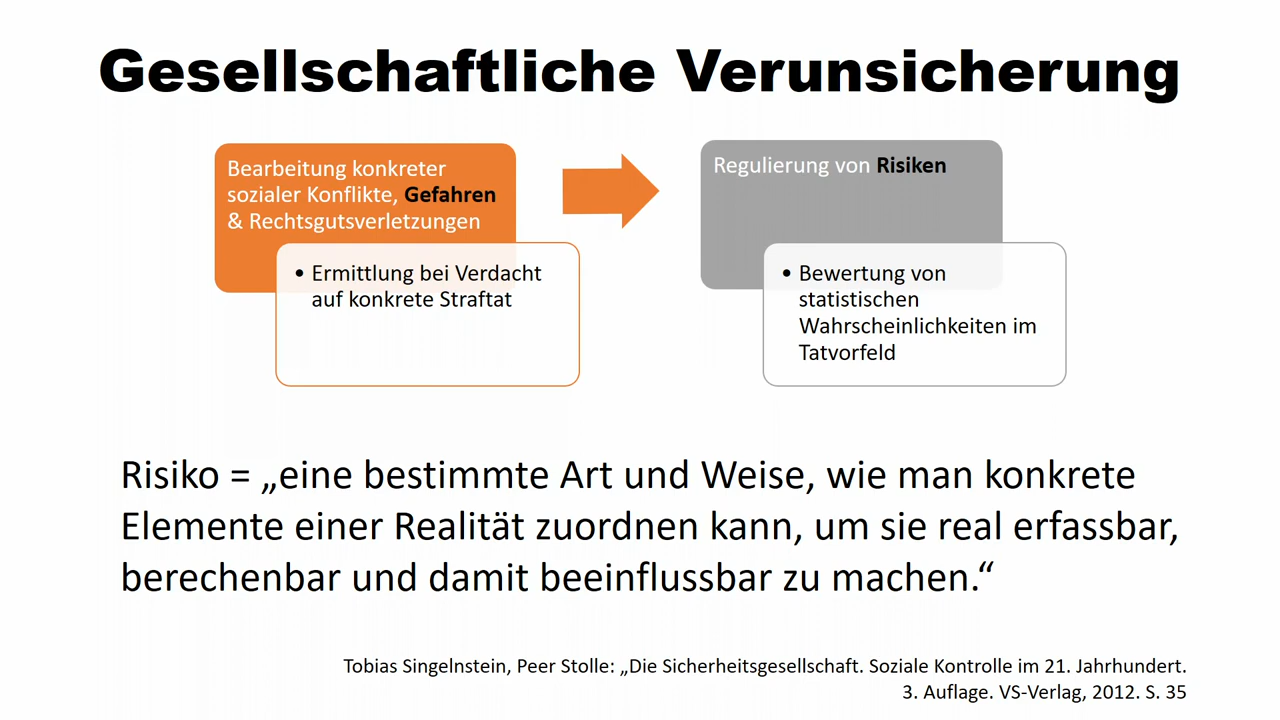 Gesellschaftliche Verunsicherung
Bearbeitung konkreter
sozialer Konflikte, Gefahren
& Rechtsgutsverletzungen
• Ermittlung bei Verdacht
auf konkrete Straftat
Regulierung von Risiken
• Bewertung von
statistischen
Wahrscheinlichkeiten im
Tatvorfeld
Risiko = „eine bestimmte Art und Weise, wie man konkrete
Elemente einer Realität zuordnen kann, um sie real erfassbar,
berechenbar und damit beeinflussbar zu machen.“
Tobias Singelnstein, Peer Stolle: „Die Sicherheitsgesellschaft. Soziale Kontrolle im 21. Jahrhundert.
3. Auflage. VS-Verlag, 2012. S. 35